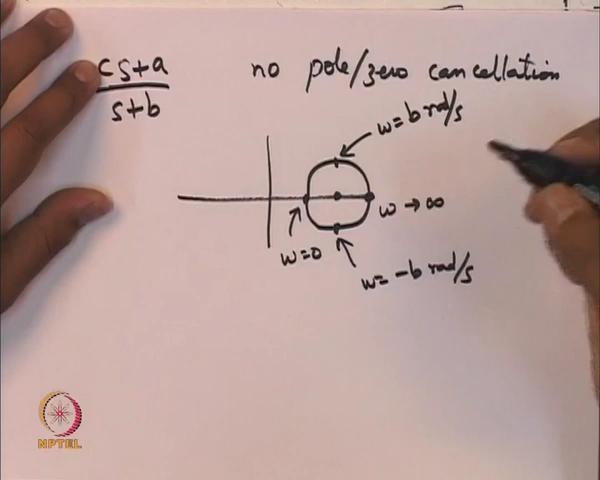 cs+a
s+b
no pole/zero cancellation
w=b rad/s
w→∞
w=0
w=-b rad/s
NPTEL